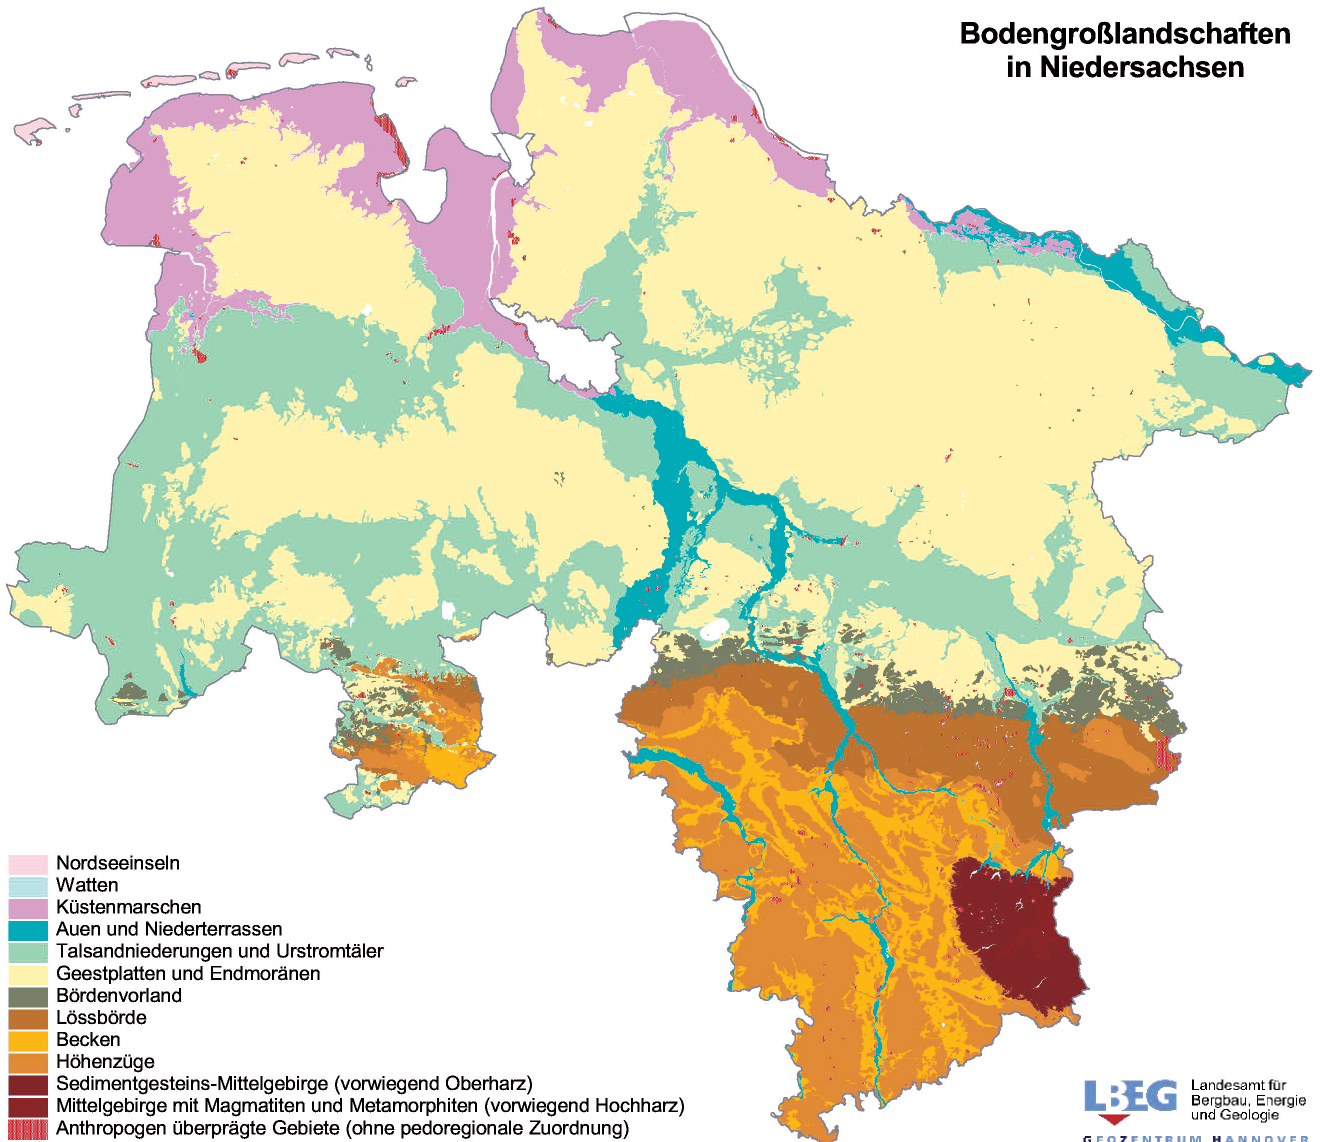 Bodengroßlandschaften
in Niedersachsen
Nordseeinseln
Watten
Küstenmarschen
Auen und Niederterrassen
Talsandniederungen und Urstromtäler
Geestplatten und Endmoränen
Bördenvorland
Lössbörde
Becken
Höhenzüge
Sedimentgesteins-Mittelgebirge (vorwiegend Oberharz)
Mittelgebirge mit Magmatiten und Metamorphiten (vorwiegend Hochharz)
Anthropogen überprägte Gebiete (ohne pedoregionale Zuordnung)
LBEG
Landesamt für
Bergbau, Energie
und Geologie
GEOZENTRUM HANNOVER